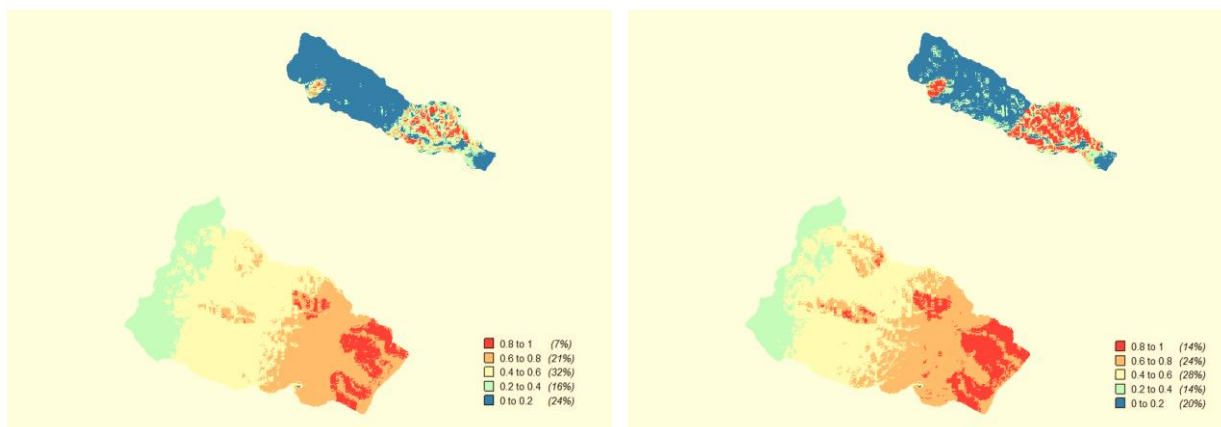 0.8 to 1 (7%)
0.6 to 0.8 (21%)
0.4 to 0.6 (32%)
0.2 to 0.4 (16%)
0 to 0.2 (24%)
0.8 to 1 (14%)
0.6 to 0.8 (24%)
0.4 to 0.6 (28%)
0.2 to 0.4 (14%)
0 to 0.2 (20%)